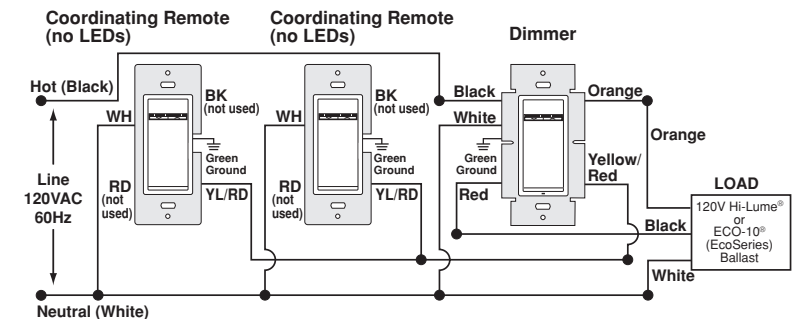 Coordinating Remote
(no LEDs)
Coordinating Remote
(no LEDs)
Dimmer
Hot (Black)
BK
(not used)
WH
Green
Ground
RD
(not
used)
YL/RD
BK
(not used)
WH
Green
Ground
RD
(not
used)
YL/RD
Black
White
Green
Ground
Red
Orange
Yellow/
Red
Orange
Line
120VAC
60Hz
LOAD
120V Hi-Lume®
or
ECO-10®
(EcoSeries)
Ballast
Black
White
Neutral (White)